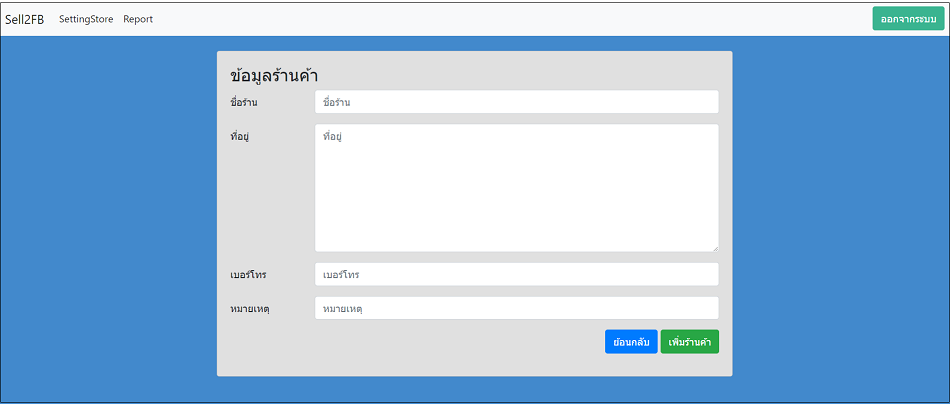 Sell2FB SettingStore Report ออกจากระบบ
ข้อมูลร้านค้า
ชื่อร้าน ชื่อร้าน
ที่อยู่ ที่อยู่
เบอร์โทร เบอร์โทร
หมายเหตุ หมายเหตุ
ย้อนกลับ เพิ่มร้านค้า